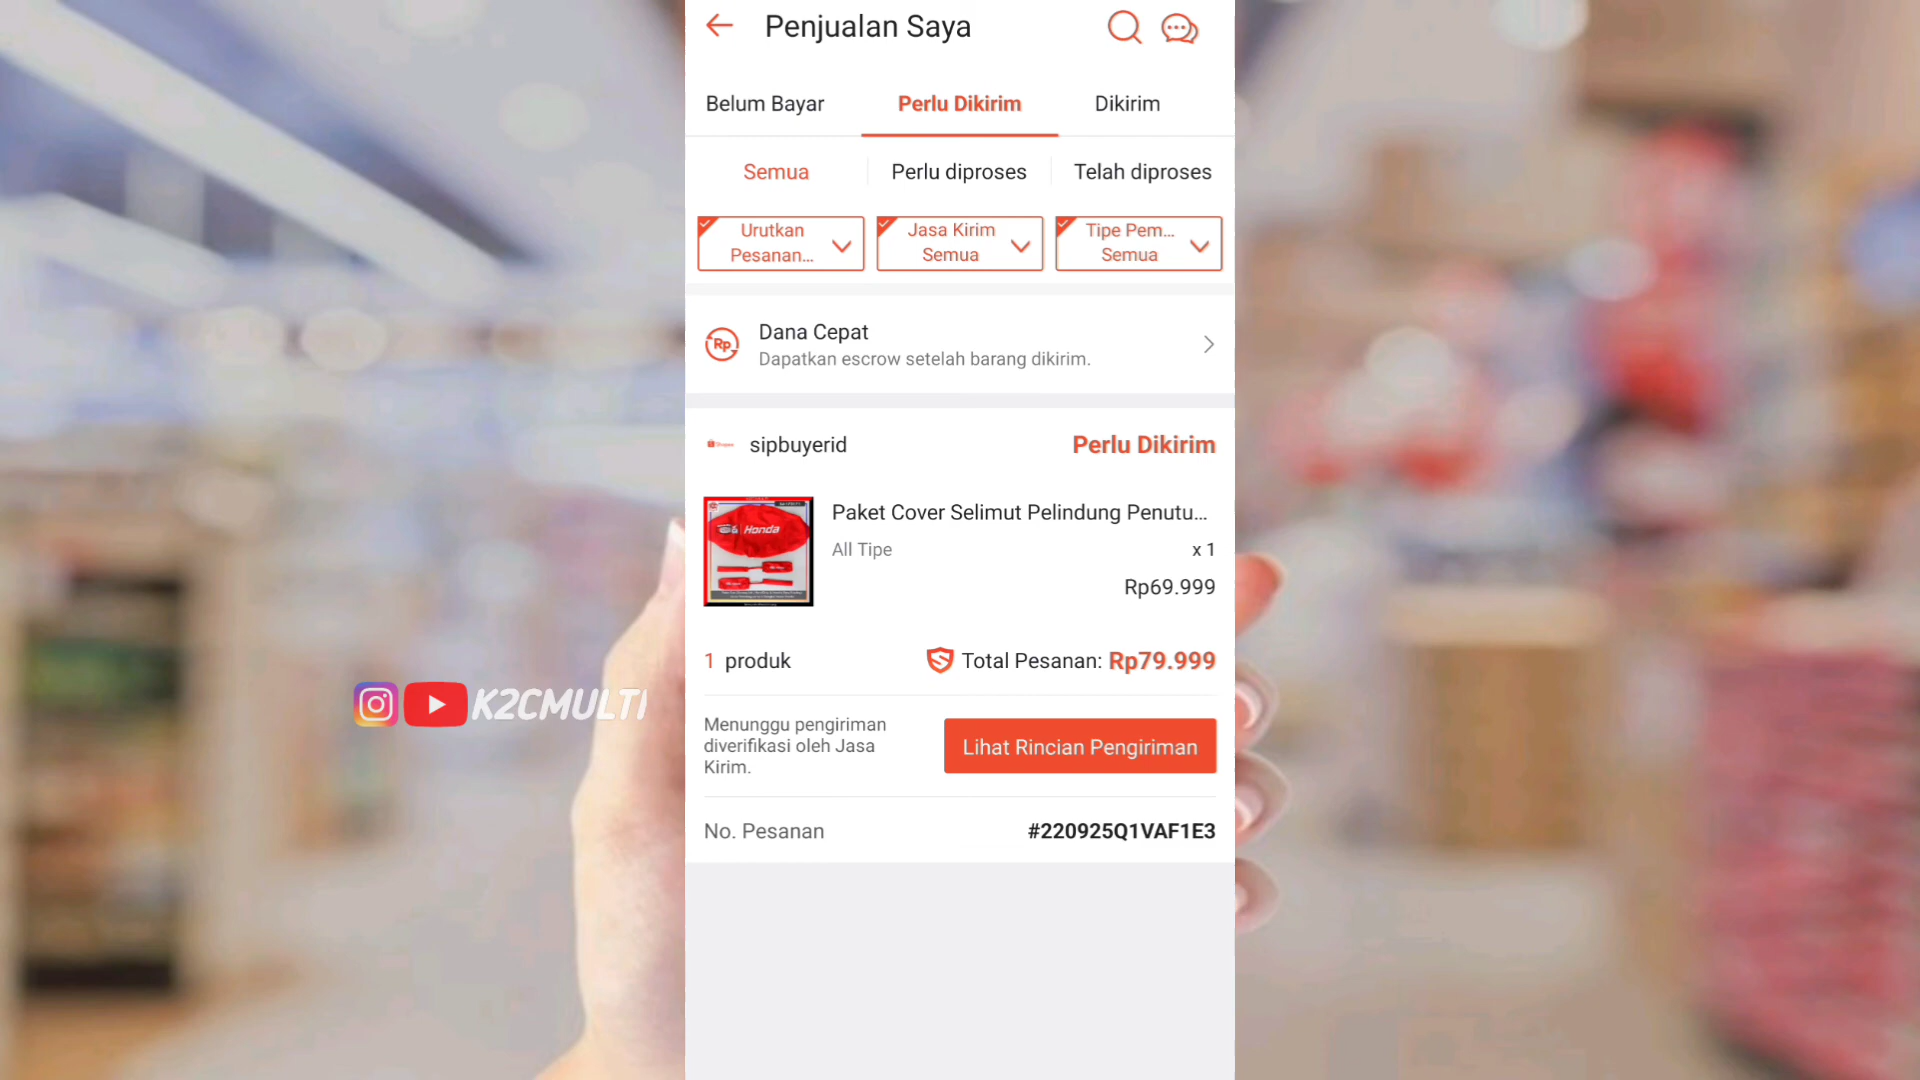 Penjualan Saya
Belum Bayar
Perlu Dikirim
Dikirim
Semua
Perlu diproses
Telah diproses
Urutkan
Pesanan...
Jasa Kirim
Semua
Tipe Pem...
Semua
Rp
Dana Cepat
Dapatkan escrow setelah barang dikirim.
sipbuyerid
Perlu Dikirim
Honda
Paket Cover Selimut Pelindung Penutu...
All Tipe
x 1
Rp69.999
1 produk
Total Pesanan: Rp79.999
K2CMULTI
Menunggu pengiriman
diverifikasi oleh Jasa
Kirim.
Lihat Rincian Pengiriman
No. Pesanan
#220925Q1VAF1E3